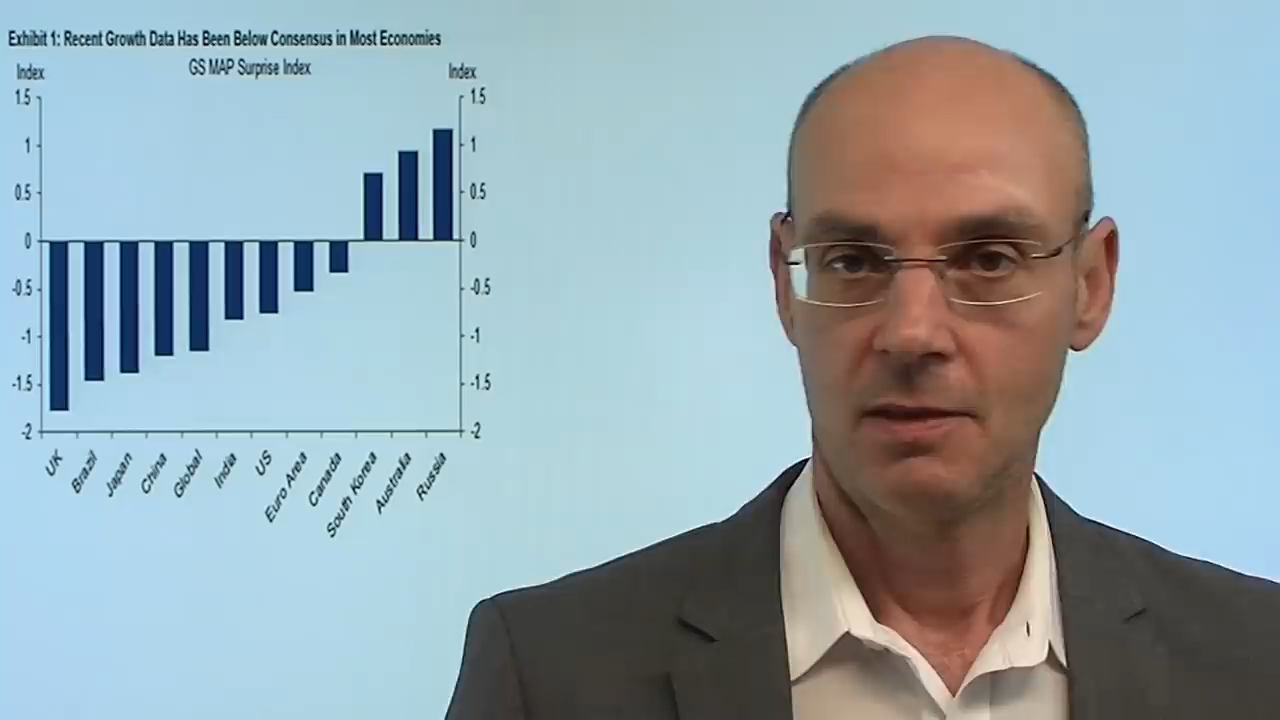 Exhibit 1: Recent Growth Data Has Been Below Consensus in Most Economies
Index GS MAP Surprise Index Index
1.5 1.5
1 1
0.5 0.5
0 0
-0.5 -0.5
-1 -1
-1.5 -1.5
-2 -2
UK Brazil Japan China Global India US Euro Area Canada South Korea Australia Russia